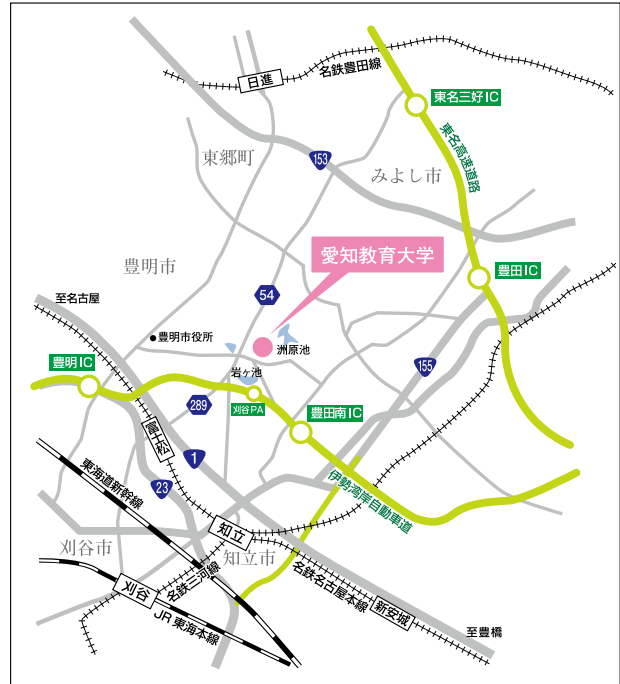 日進
名鉄豊田線
東名三好IC
東名高速道路
東郷町
153
みよし市
愛知教育大学
豊明市
豊田IC
至名古屋
54
豊明市役所
洲原池
岩ヶ池
155
豊明IC
刈谷PA
289
豊田南IC
富士松
1
東海道新幹線
23
伊勢湾岸自動車道
知立
刈谷市
知立市
名鉄三河線
名鉄名古屋本線
刈谷
新安城
JR東海本線
至豊橋